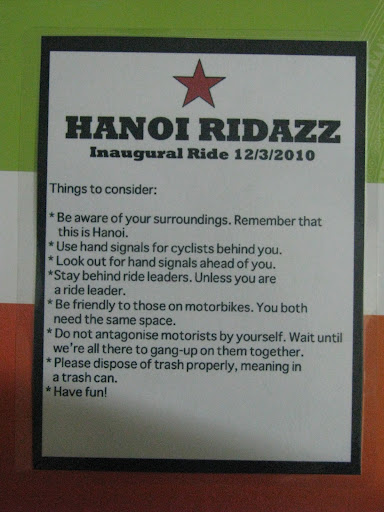 HANOI RIDAZZ
Inaugural Ride 12/3/2010
Things to consider:
* Be aware of your surroundings. Remember that
this is Hanoi.
* Use hand signals for cyclists behind you.
* Look out for hand signals ahead of you.
*Stay behind ride leaders. Unless you are
a ride leader.
* Be friendly to those on motorbikes. You both
need the same space.
* Do not antagonise motorists by yourself. Wait until
we're all there to gang-up on them together.
* Please dispose of trash properly, meaning in
a trash can.
* Have fun!